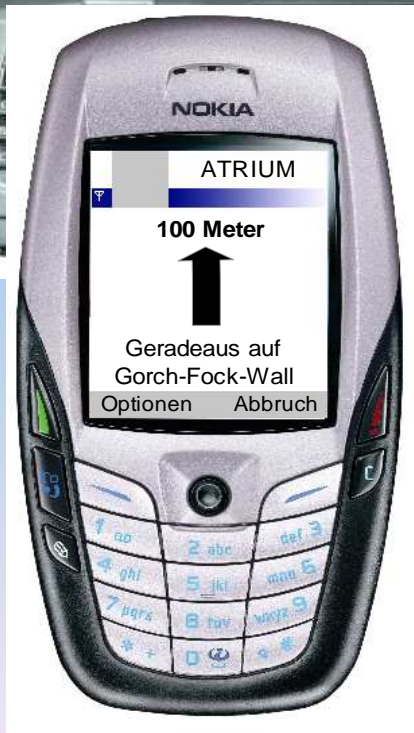 NOKIA
ATRIUM
100 Meter
Geradeaus auf
Gorch-Fock-Wall
Optionen Abbruch
C
2 abc def 3
4 ghi 5 jkl mno 6
7 pqrs 8 tuv wxyz 9
* + 0 #